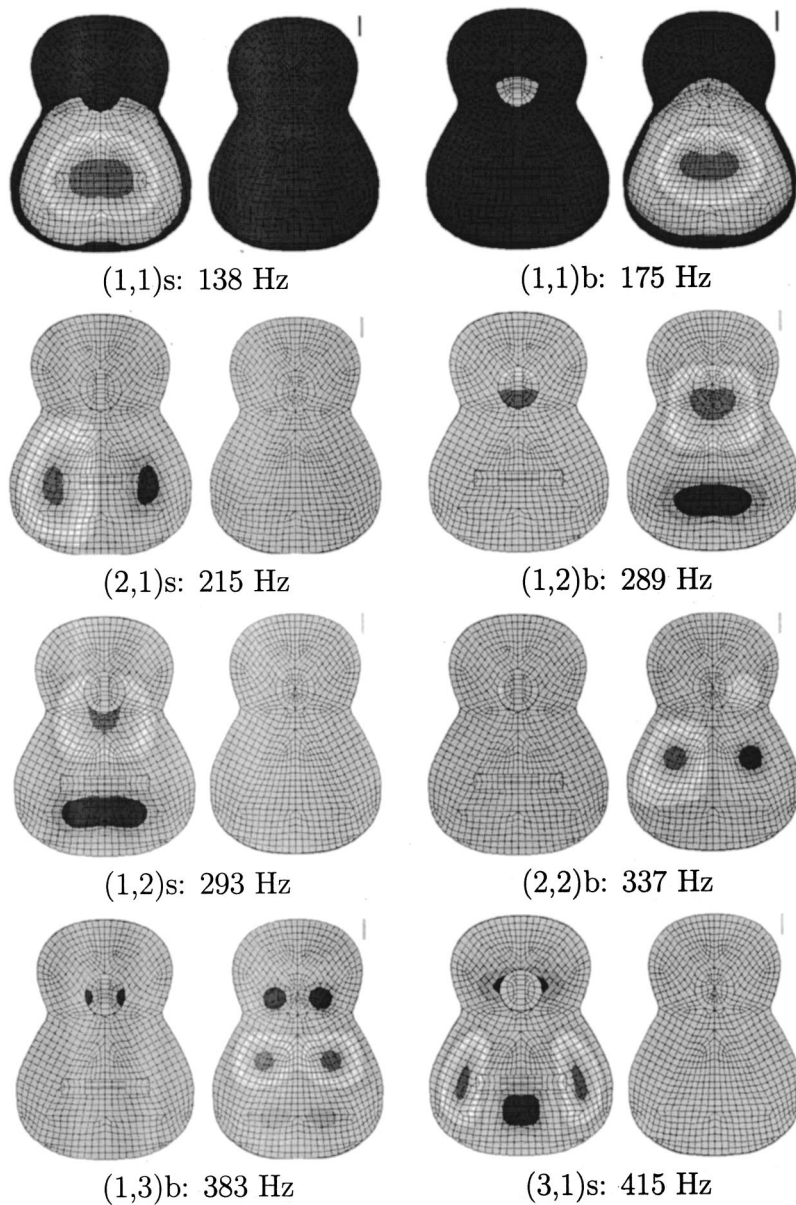 (1,1)s: 138 Hz
(1,1)b: 175 Hz
(2,1)s: 215 Hz
(1,2)b: 289 Hz
(1,2)s: 293 Hz
(2,2)b: 337 Hz
(1,3)b: 383 Hz
(3,1)s: 415 Hz